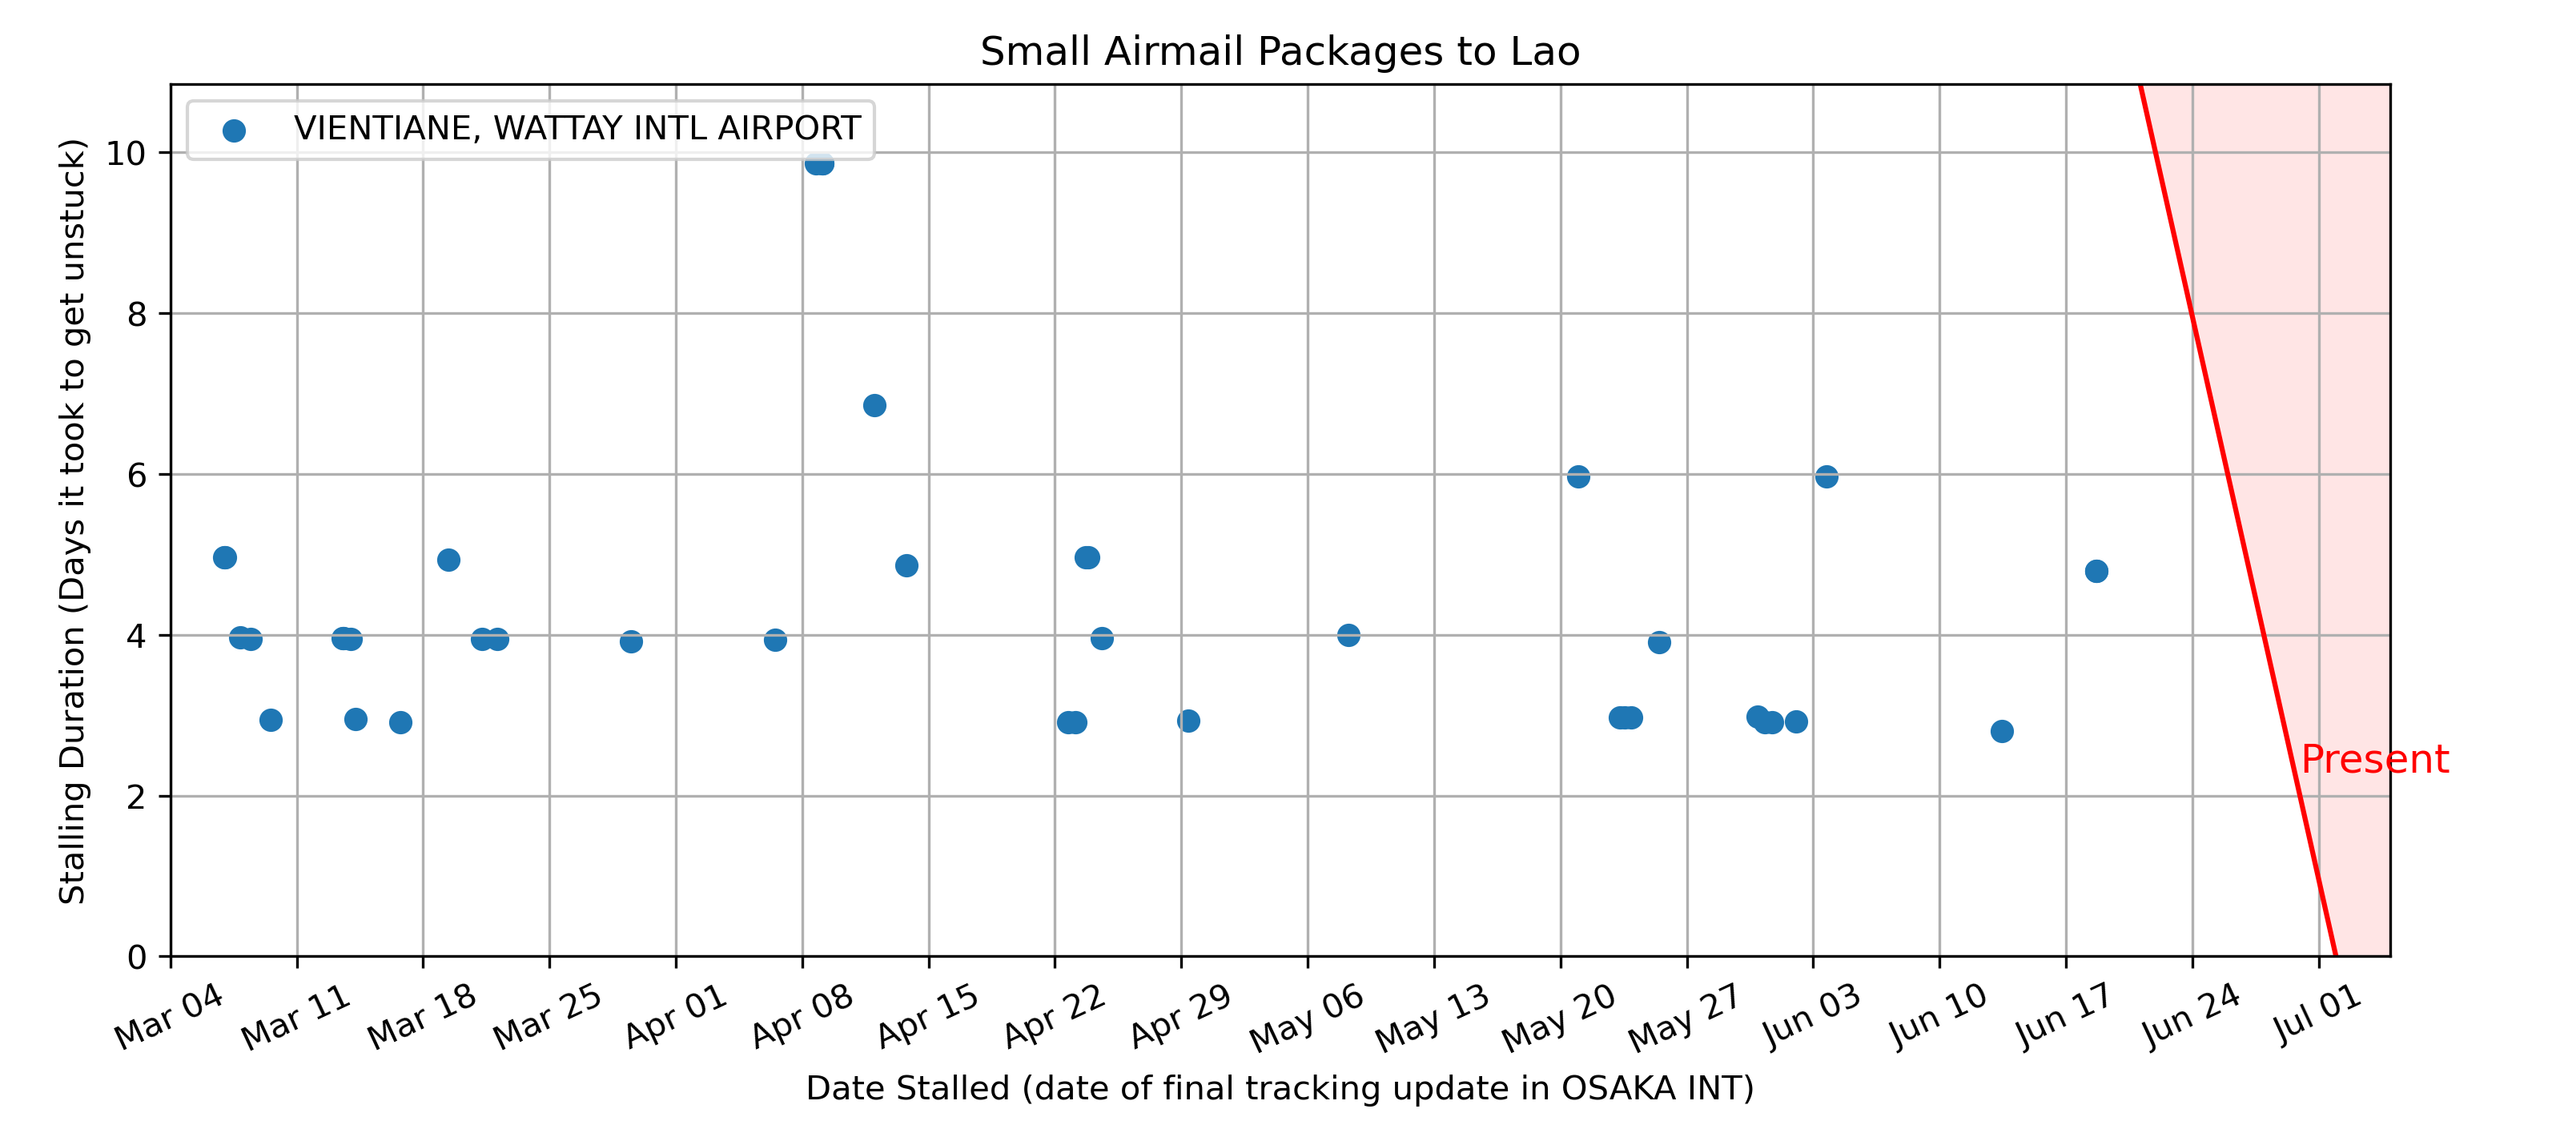 Small Airmail Packages to Lao
VIENTIANE, WATTAY INTL AIRPORT
Stalling Duration (Days it took to get unstuck)
10
8
6
4
2
0
Present
Mar 04
Mar 11
Mar 18
Mar 25
Apr 01
Apr 08
Apr 15
Apr 22
Apr 29
May 06
May 13
May 20
May 27
Jun 03
Jun 10
Jun 17
Jun 24
Jul 01
Date Stalled (date of final tracking update in OSAKA INT)